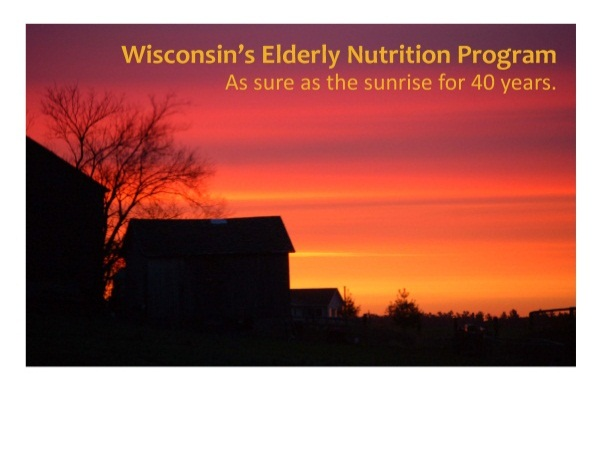 Wisconsin's Elderly Nutrition Program
As sure as the sunrise for 40 years.